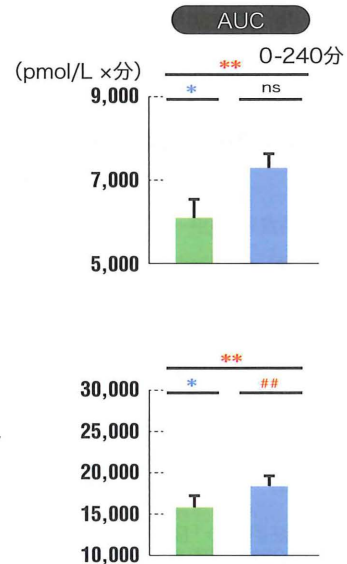 AUC
** 0-240分
(pmol/L ×分)
9,000 * ns
7,000
5,000
**
30,000 * ##
25,000
20,000
15,000
10,000